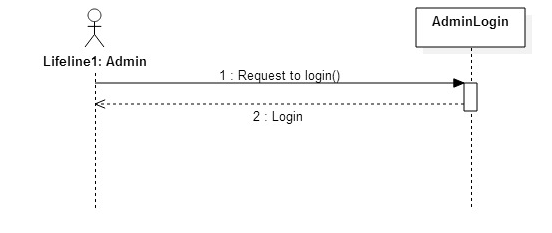 AdminLogin
Lifeline1: Admin
1 : Request to login()
2 : Login